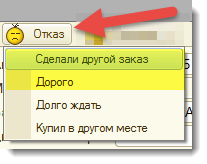 Отказ
Сделали другой заказ
Дорого
Долго ждать
Купил в другом месте